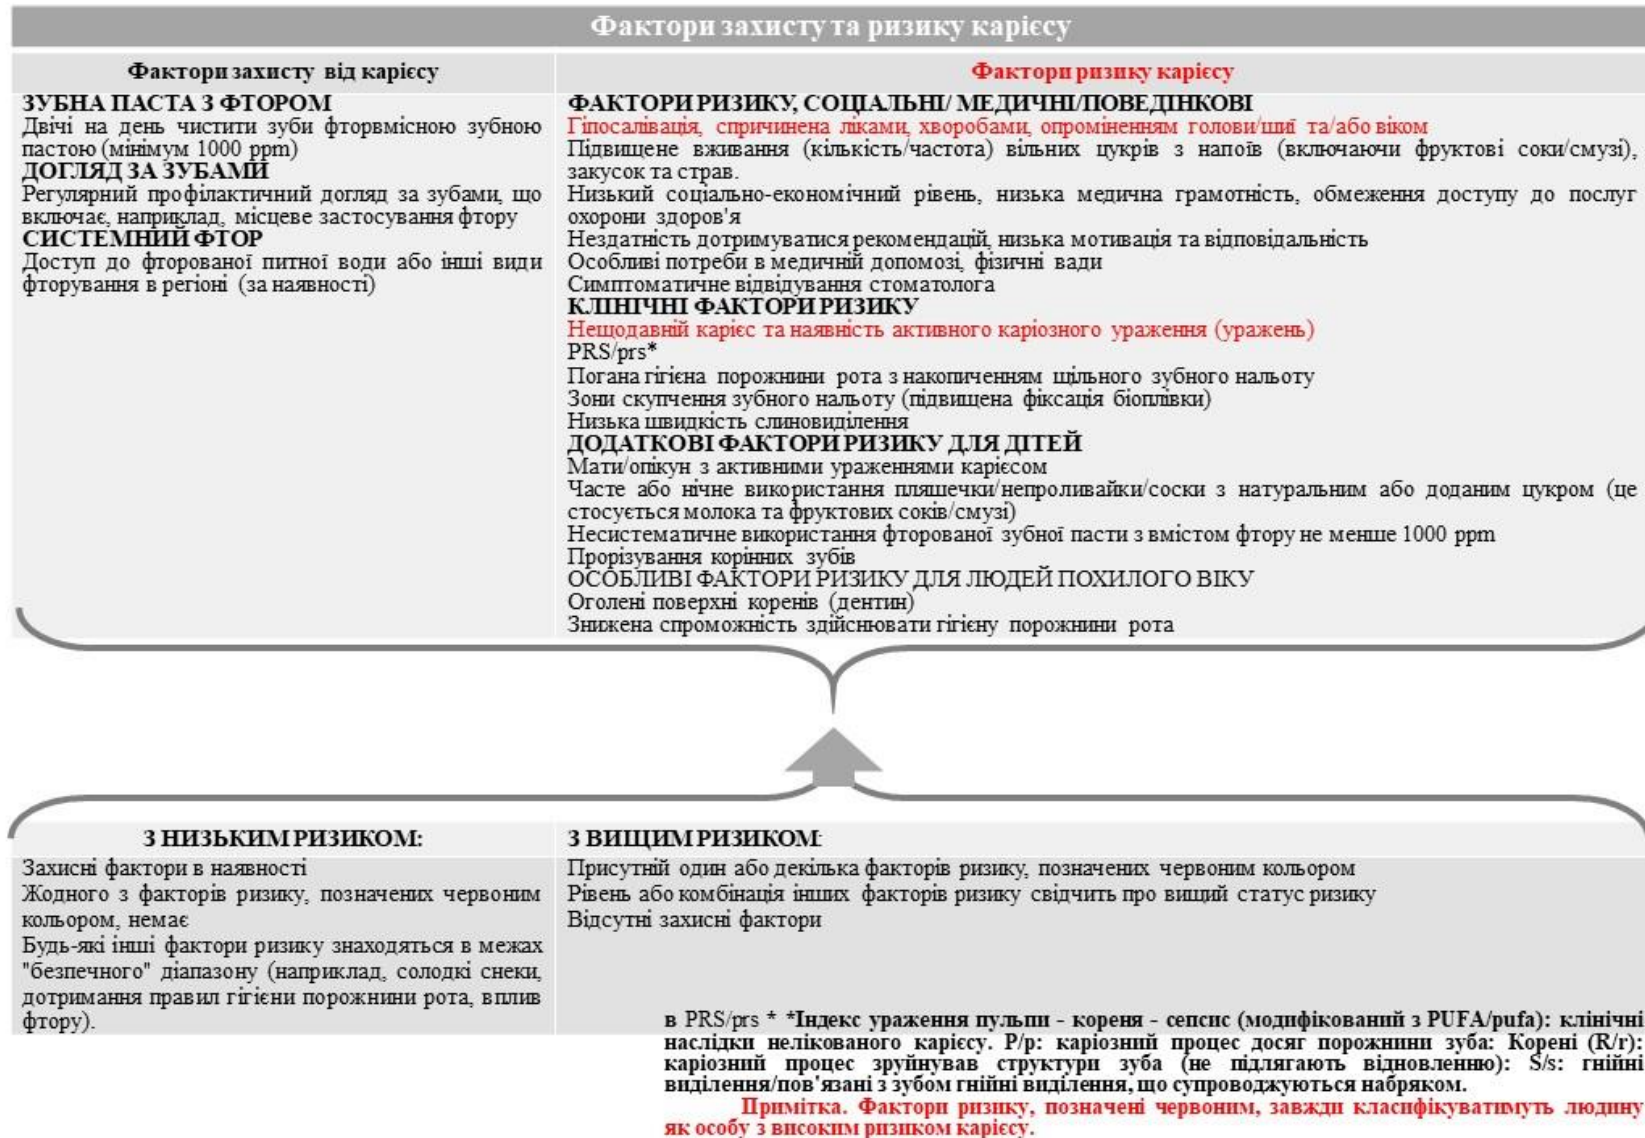 Фактори захисту та ризику карієсу
Фактори захисту від карієсу
ЗУБНА ПАСТА З ФТОРОМ
Двічі на день чистити зуби фторвмісною зубною
пастою (мінімум 1000 ppm)
ДОГЛЯД ЗА ЗУБАМИ
Регулярний профілактичний догляд за зубами, що
включає, наприклад, місцеве застосування фтору
СИСТЕМНИЙ ФТОР
Доступ до фторованої питної води або інші види
фторування в регіоні (за наявності)
Фактори ризику карієсу
ФАКТОРИ РИЗИКУ, СОЦІАЛЬНІ/ МЕДИЧНІ/ПОВЕДІНКОВІ
Гіпосалівація, спричинена ліками, хворобами, опроміненням голови/шиї та/або віком
Підвищене вживання (кількість/частота) вільних цукрів з напоїв (включаючи фруктові соки/смузі),
закусок та страв.
Низький соціально-економічний рівень, низька медична грамотність, обмеження доступу до послуг
охорони здоров'я
Нездатність дотримуватися рекомендацій, низька мотивація та відповідальність
Особливі потреби в медичній допомозі, фізичні вади
Симптоматичне відвідування стоматолога
КЛІНІЧНІ ФАКТОРИ РИЗИКУ
Нещодавній карієс та наявність активного каріозного ураження (уражень)
PRS/prs*
Погана гігієна порожнини рота з накопиченням щільного зубного нальоту
Зони скупчення зубного нальоту (підвищена фіксація біоплівки)
Низька швидкість слиновиділення
ДОДАТКОВІ ФАКТОРИ РИЗИКУ ДЛЯ ДІТЕЙ
Мати/опікун з активними ураженнями карієсом
Часте або нічне використання пляшечки/непроливайки/соски з натуральним або доданим цукром (це
стосується молока та фруктових соків/смузі)
Несистематичне використання фторованої зубної пасти з вмістом фтору не менше 1000 ppm
Прорізування корінних зубів
ОСОБЛИВІ ФАКТОРИ РИЗИКУ ДЛЯ ЛЮДЕЙ ПОХИЛОГО ВІКУ
Оголені поверхні коренів (дентин)
Знижена спроможність здійснювати гігієну порожнини рота
З НИЗЬКИМ РИЗИКОМ:
Захисні фактори в наявності
Жодного з факторів ризику, позначених червоним
кольором, немає
Будь-які інші фактори ризику знаходяться в межах
"безпечного" діапазону (наприклад, солодкі снеки,
дотримання правил гігієни порожнини рота, вплив
фтору).
З ВИЩИМ РИЗИКОМ:
Присутній один або декілька факторів ризику, позначених червоним кольором
Рівень або комбінація інших факторів ризику свідчить про вищий статус ризику
Відсутні захисні фактори
в PRS/prs * *Індекс ураження пульпи - кореня - сепсис (модифікований з PUFA/pufa): клінічні
наслідки нелікованого карієсу. P/p: каріозний процес досяг порожнини зуба: Корені (R/r):
каріозний процес зруйнував структури зуба (не підлягають відновленню): S/s: гнійні
виділення/пов'язані з зубом гнійні виділення, що супроводжуються набряком.
Примітка. Фактори ризику, позначені червоним, завжди класифікуватимуть людину
як особу з високим ризиком карієсу.